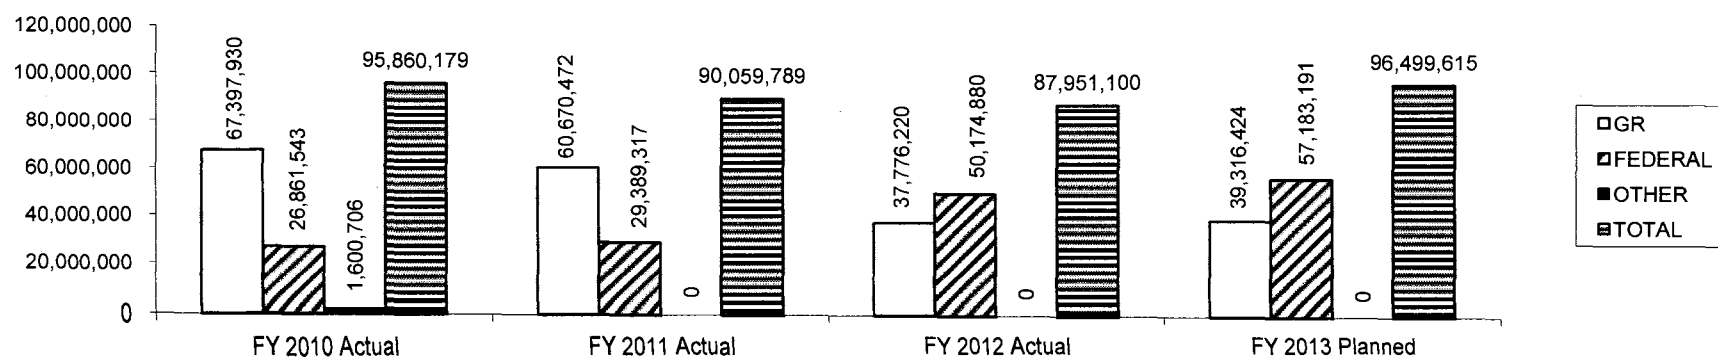 120,000,000
100,000,000
80,000,000
60,000,000
40,000,000
20,000,000
0
67,397,930
26,861,543
1,600,706
95,860,179
60,670,472
29,389,317
0
90,059,789
37,776,220
50,174,880
0
87,951,100
39,316,424
57,183,191
0
96,499,615
FY 2010 Actual
FY 2011 Actual
FY 2012 Actual
FY 2013 Planned
GR
FEDERAL
OTHER
TOTAL